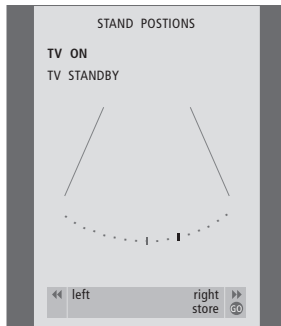 STAND POSTIONS
TV ON
TV STANDBY
left right
store GO